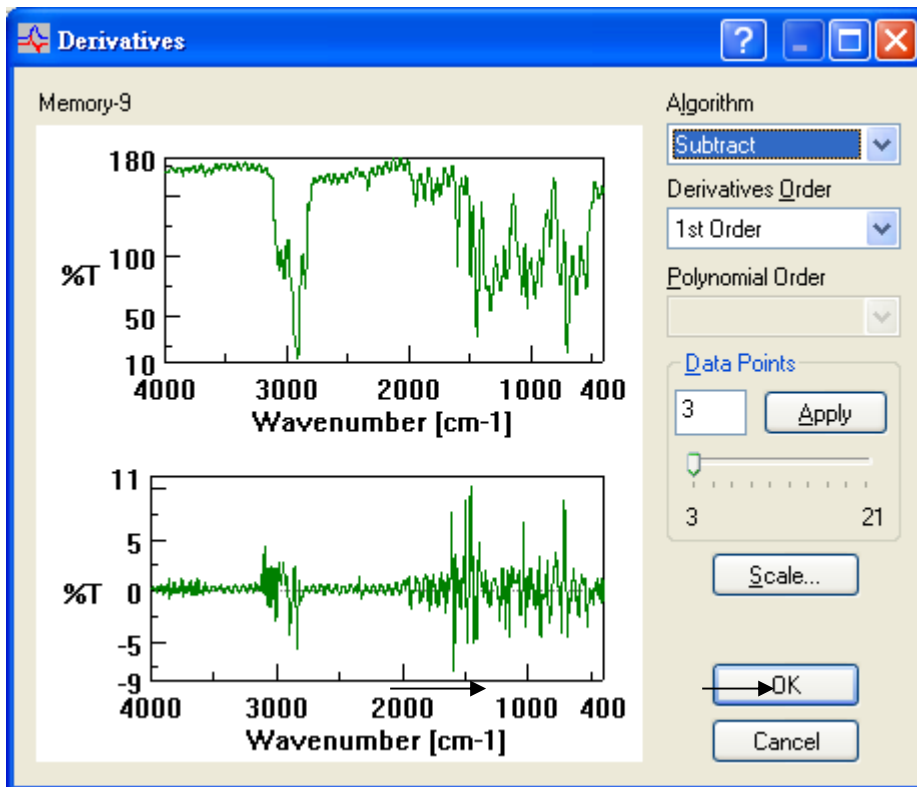 Derivatives
Memory-9
180
100
%T
50
10
4000 3000 2000 1000 400
Wavenumber [cm-1]
11
5
%T 0
-5
-9
4000 3000 2000 1000 400
Wavenumber [cm-1]
Algorithm
Subtract
Derivatives Order
1st Order
Polynomial Order
Data Points
3 Apply
3 21
Scale...
OK
Cancel